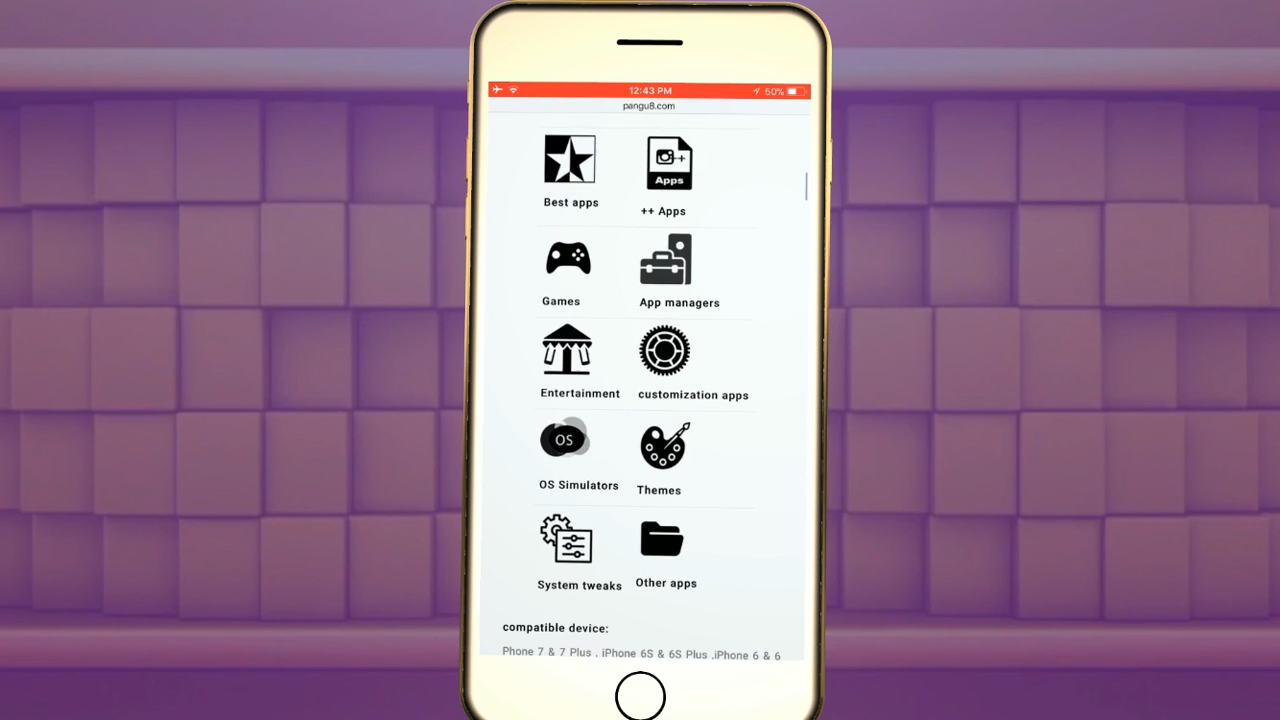 12:43 PM
50%
pangu8.com
Apps
Best apps
++ Apps
Games
App managers
Entertainment
customization apps
OS
OS Simulators
Themes
System tweaks
Other apps
compatible device:
Phone 7 & 7 Plus , iPhone 6S & 6S Plus ,iPhone 6 & 6